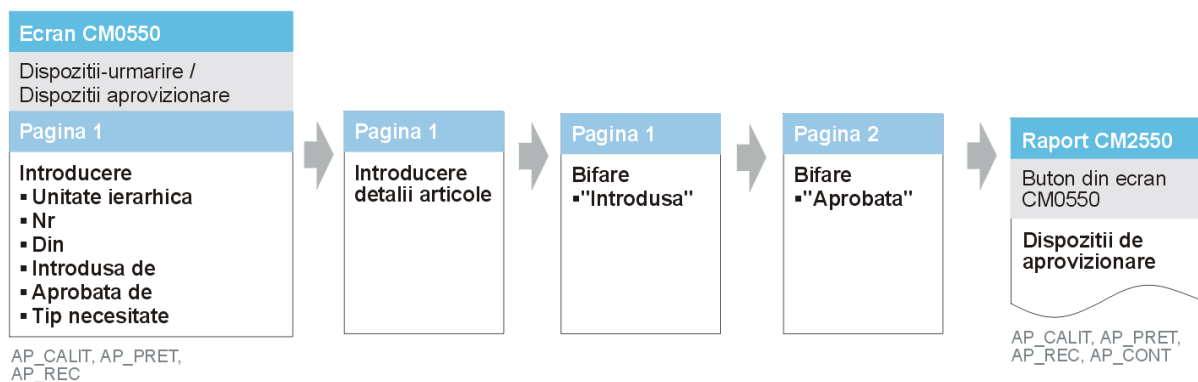 Ecran CM0550
Dispozitii-urmarire /
Dispozitii aprovizionare
Pagina 1
Introducere
▪ Unitate ierarhica
▪ Nr
▪ Din
▪ Introdusa de
▪ Aprobata de
▪ Tip necesitate
AP_CALIT, AP_PRET,
AP_REC
Pagina 1
Introducere
detalii articole
Pagina 1
Bifare
▪"Introdusa"
Pagina 2
Bifare
▪"Aprobata"
Raport CM2550
Buton din ecran
CM0550
Dispozitii de
aprovizionare
AP_CALIT, AP_PRET,
AP_REC, AP_CONT